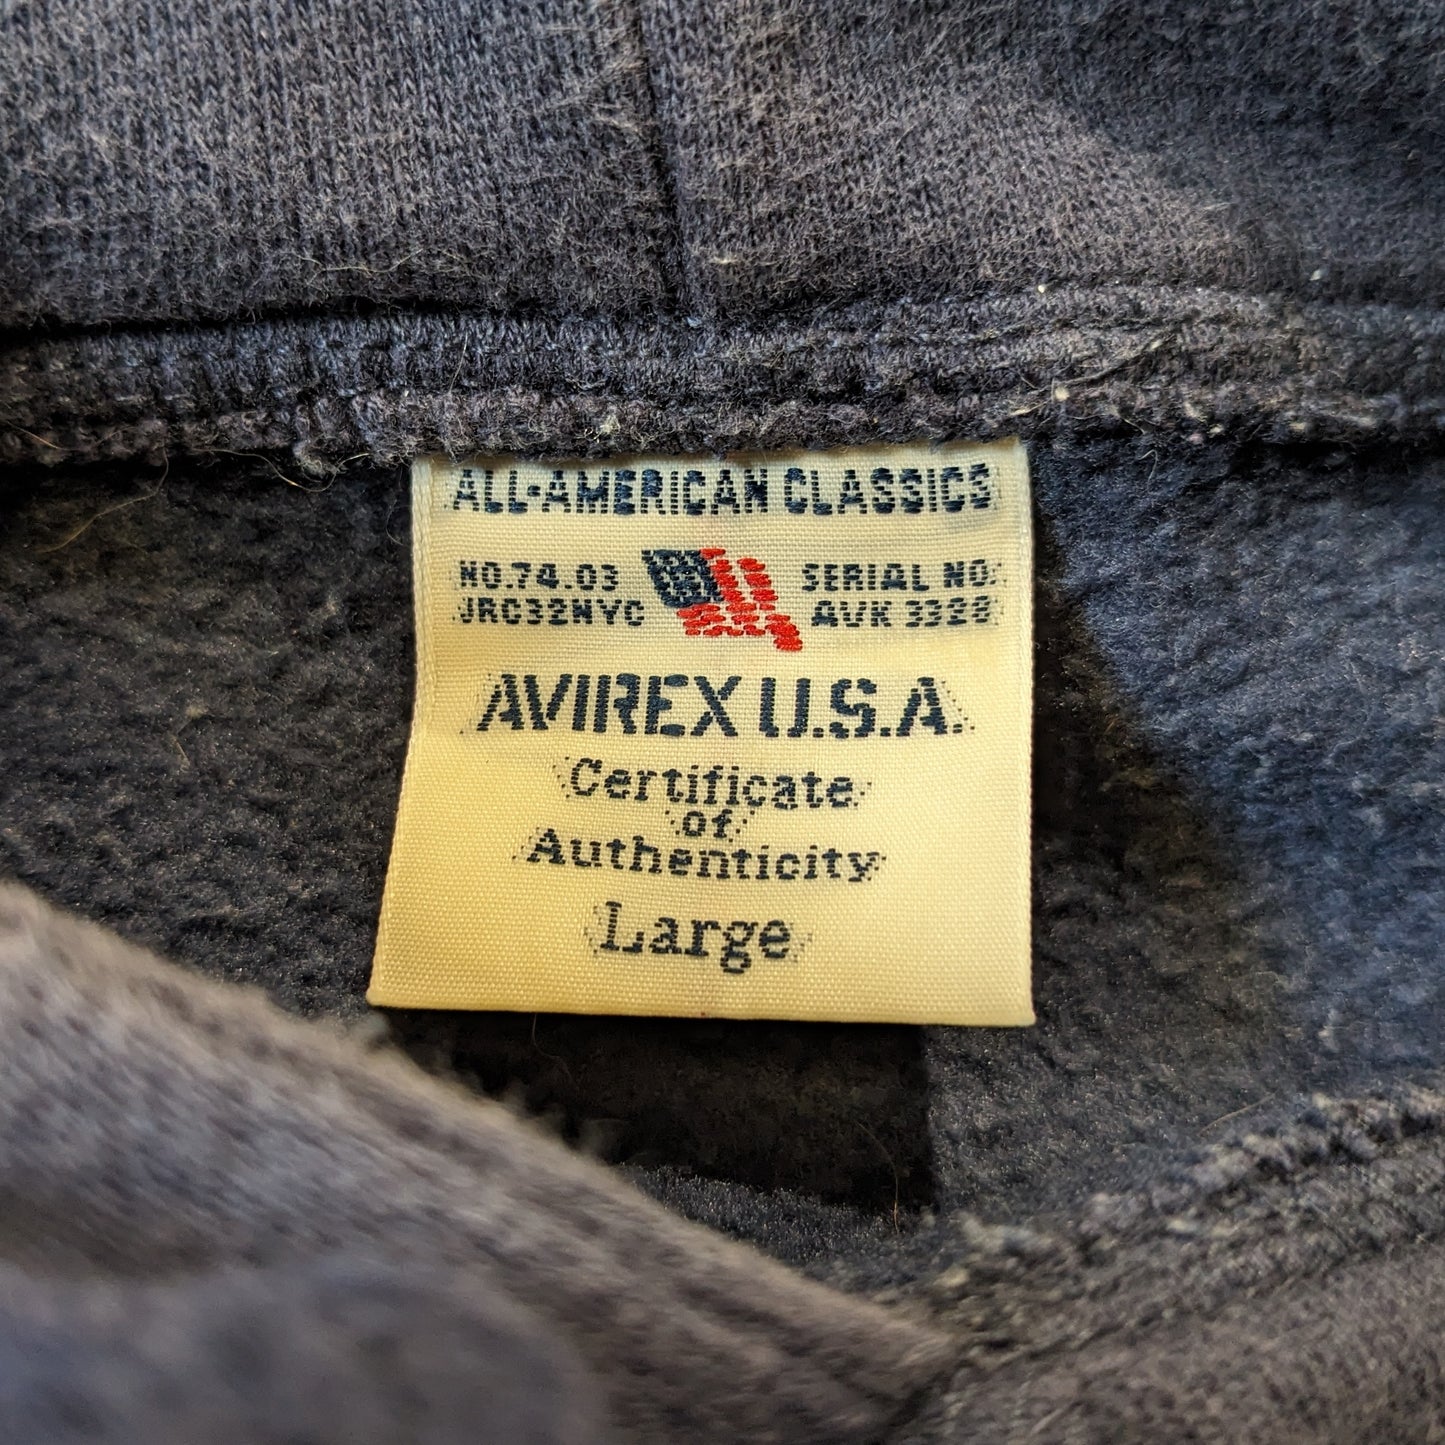 ALL-AMERICAN CLASSICS
NO.74.03
JRC32NYC
SERIAL NO.
AVK 3328
AVIREX U.S.A.
Certificate
of
Authenticity
Large